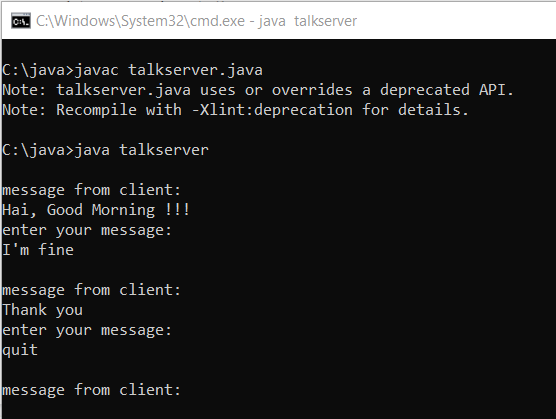 C:\Windows\System32\cmd.exe - java  talkserver
C:\java>javac talkserver.java
Note: talkserver.java uses or overrides a deprecated API.
Note: Recompile with -Xlint:deprecation for details.
C:\java>java talkserver
message from client:
Hai, Good Morning !!!
enter your message:
I'm fine
message from client:
Thank you
enter your message:
quit
message from client: